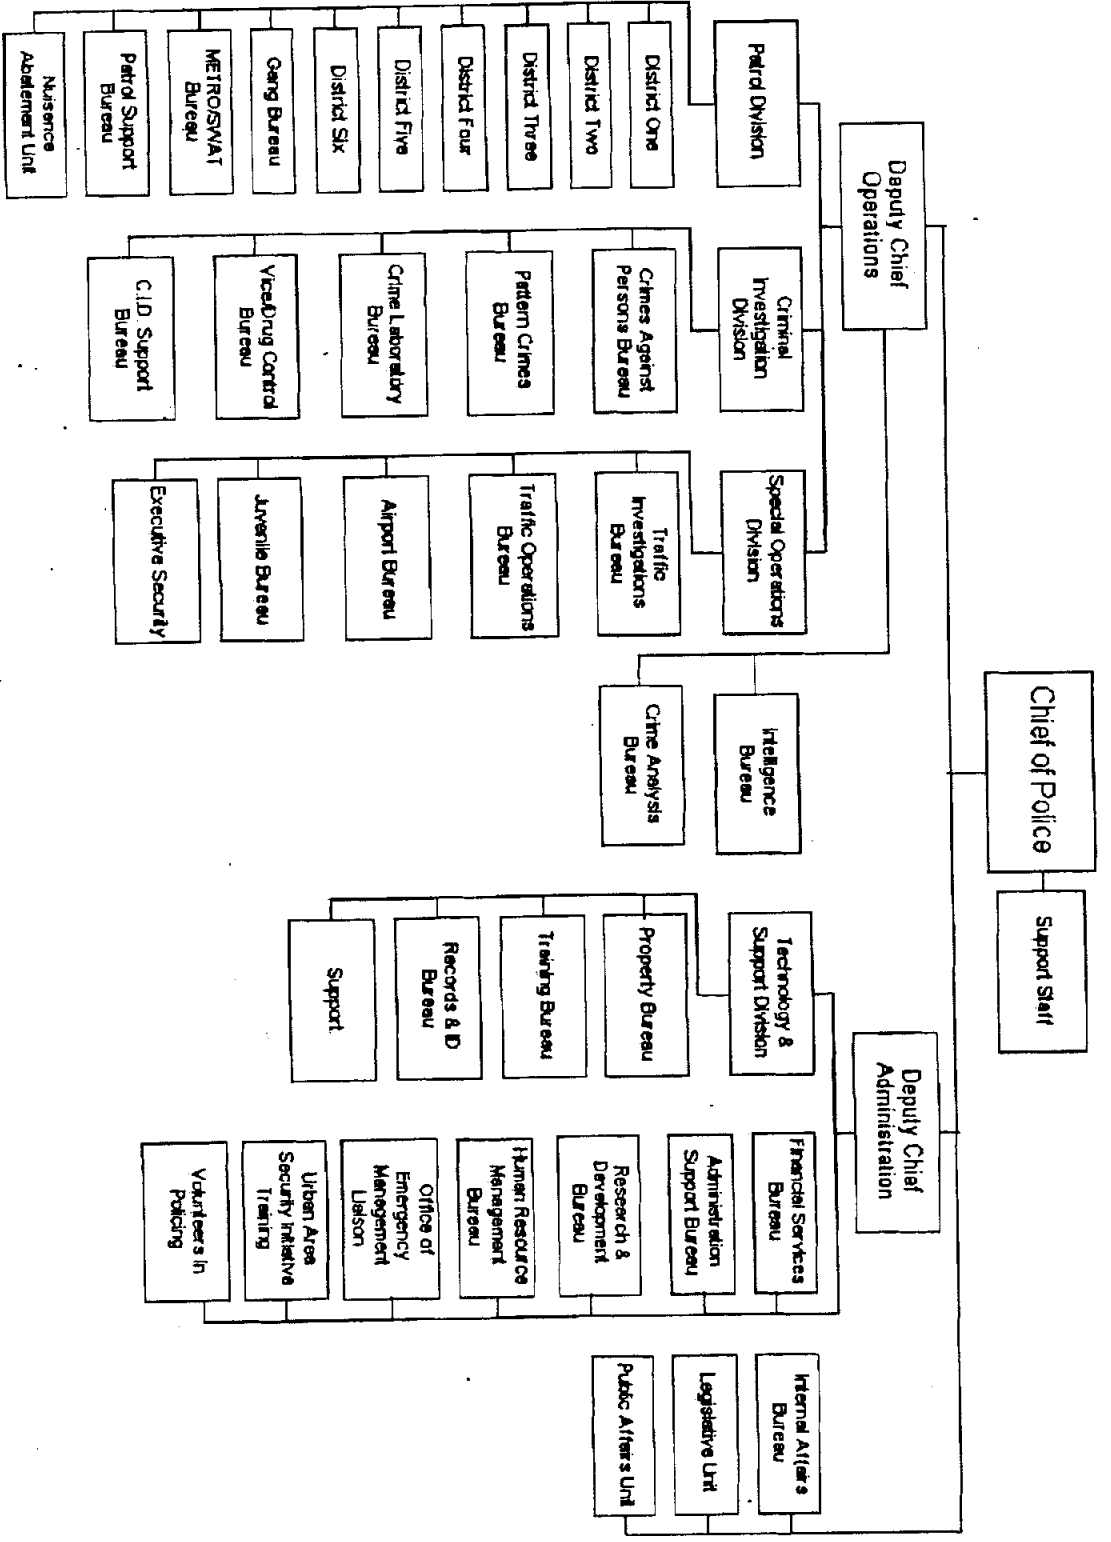 Chief of Police
Support Staff
Deputy Chief
Operations
Deputy Chief
Administration
Patrol Division
District One
District Two
District Three
District Four
District Five
District Six
Gang Bureau
METRO/SWAT
Bureau
Patrol Support
Bureau
Nuisence
Abatement Unit
Criminal
Investigation
Division
Crimes Against
Persons Bureau
Pattern Crimes
Bureau
Crime Laboratory
Bureau
Vice/Drug Control
Bureau
C.I.D. Support
Bureau
Special Operations
Division
Traffic
Investigations
Bureau
Traffic Operations
Bureau
Airport Bureau
Juvenile Bureau
Executive Security
Intelligence
Bureau
Crime Analysis
Bureau
Technology &
Support Division
Property Bureau
Training Bureau
Records & ID
Bureau
Support
Financial Services
Bureau
Administration
Support Bureau
Research &
Development
Bureau
Human Resource
Management
Bureau
Office of
Emergency
Management
Liaison
Urban Area
Security Initiative
Training
Volunteers in
Policing
Internal Affairs
Bureau
Legislative Unit
Public Affairs Unit